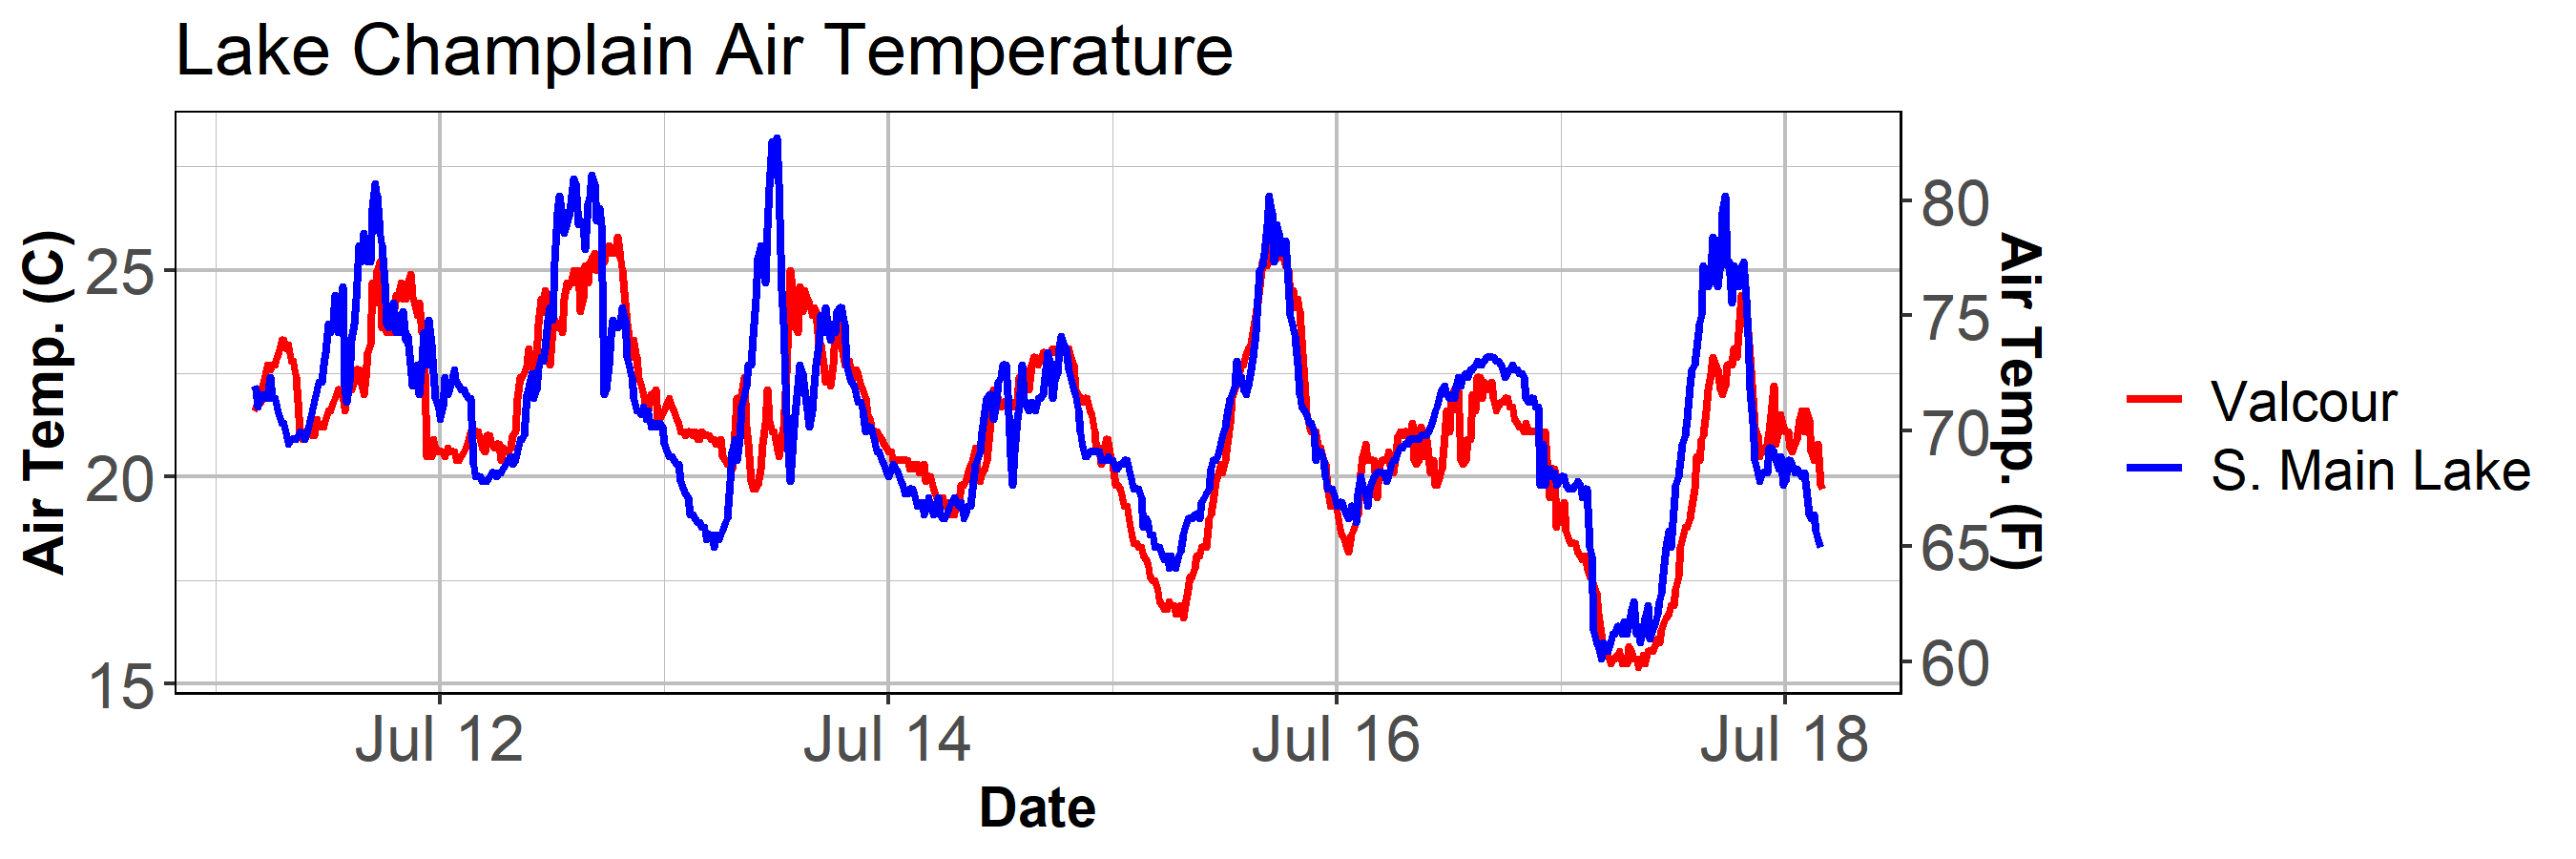 Lake Champlain Air Temperature
Air Temp. (C)
25
20
15
80
75
70
65
60
Air Temp. (F)
Jul 12
Jul 14
Jul 16
Jul 18
Date
Valcour
S. Main Lake